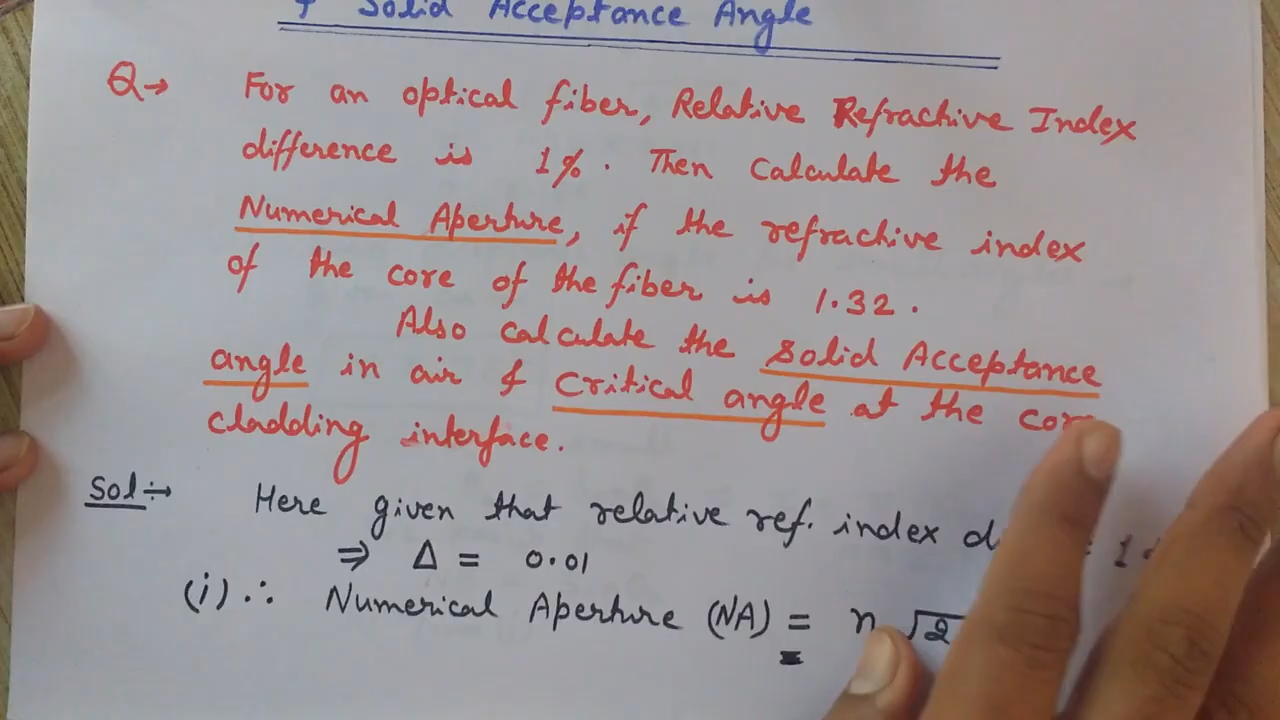 & Solid Acceptance Angle
Q→ For an optical fiber, Relative Refractive Index
difference is 1%. Then calculate the
Numerical Aperture, if the refractive index
of the core of the fiber is 1.32.
Also calculate the solid Acceptance
angle in air & critical angle at the
cladding interface.
Sol:→ Here given that relative ref. index
⇒ Δ = 0.01
(i) ∴ Numerical Aperture (NA) = n √2